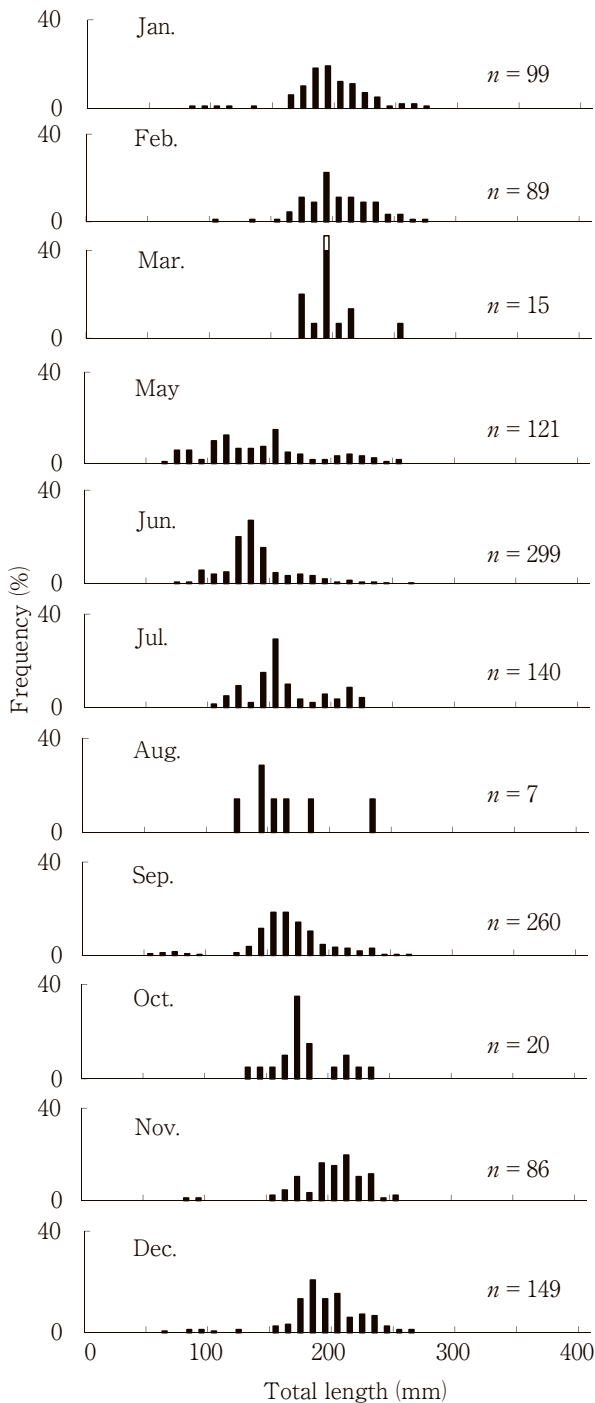 40
Jan.
n = 99
0
40
Feb.
n = 89
0
40
Mar.
n = 15
0
40
May
n = 121
0
40
Jun.
n = 299
0
Frequency (%)
40
Jul.
n = 140
0
40
Aug.
n = 7
0
40
Sep.
n = 260
0
40
Oct.
n = 20
0
40
Nov.
n = 86
0
40
Dec.
n = 149
0
0 100 200 300 400
Total length (mm)